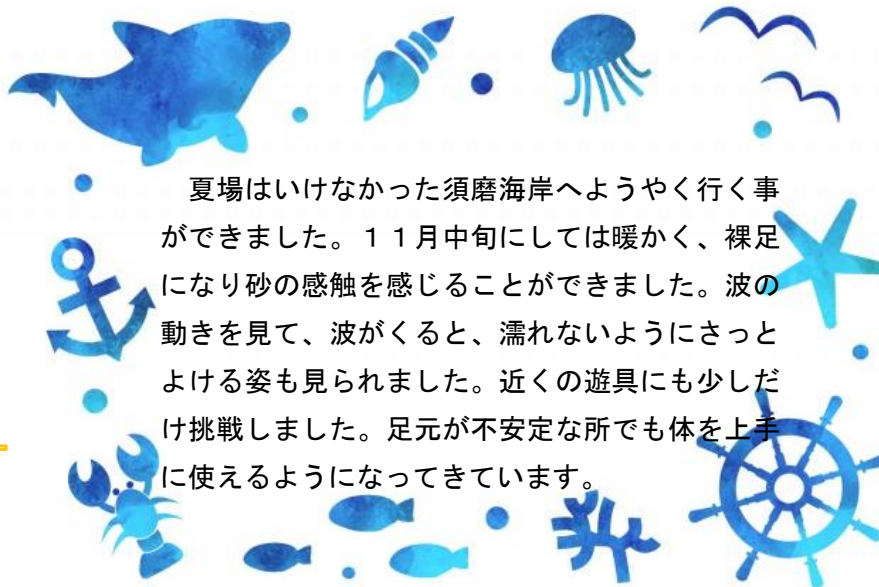 夏場はいけなかった須磨海岸へようやく行く事
ができました。１１月中旬にしては暖かく、裸足
になり砂の感触を感じることができました。波の
動きを見て、波がくると、濡れないようにさっと
よける姿も見られました。近くの遊具にも少しだ
け挑戦しました。足元が不安定な所でも体を上手
に使えるようになってきています。